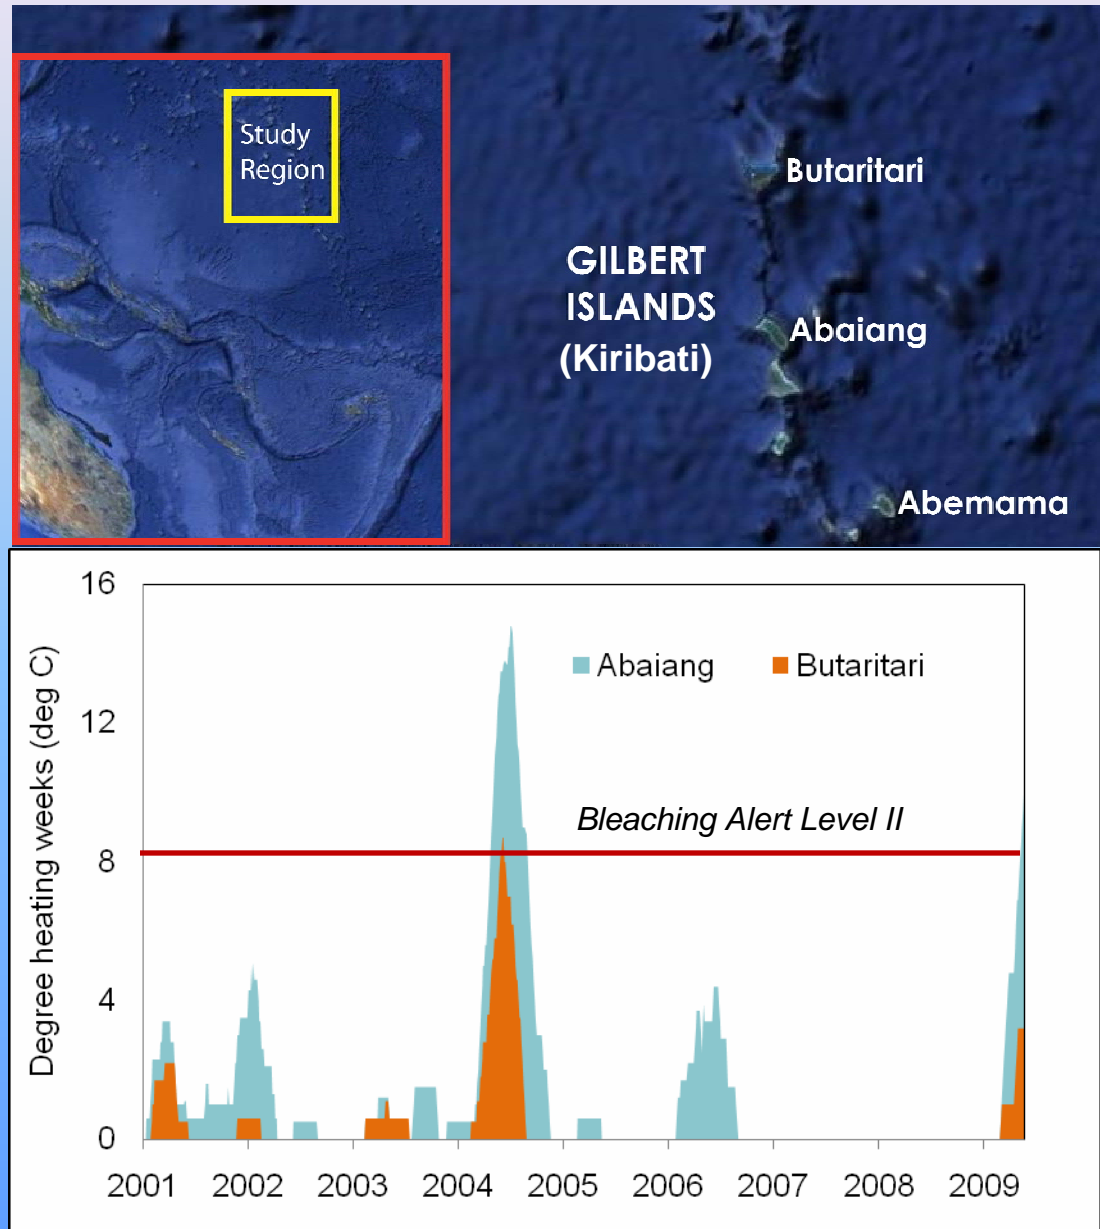 Study
Region
Butaritari
GILBERT
ISLANDS
(Kiribati)
Abaiang
Abemama
16
12
8
4
0
Degree heating weeks (deg C)
Abaiang
Butaritari
Bleaching Alert Level II
2001 2002 2003 2004 2005 2006 2007 2008 2009